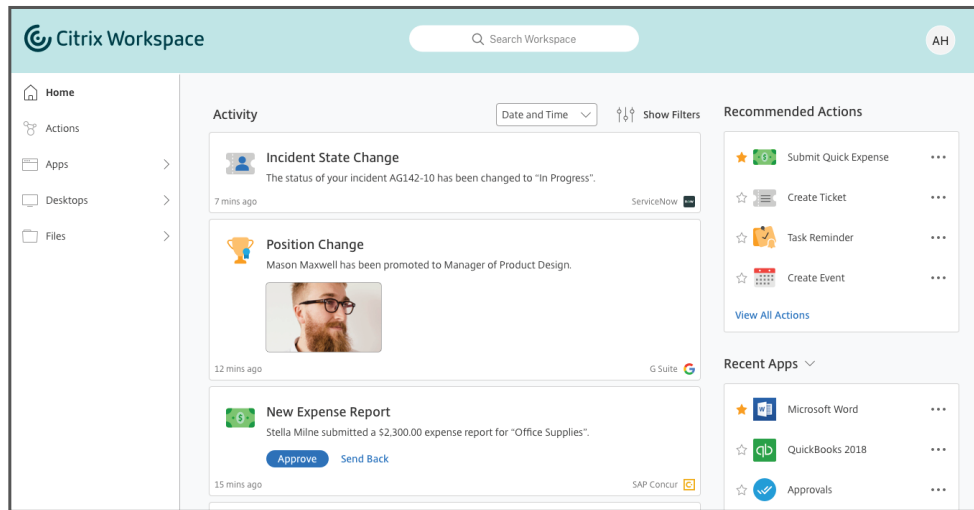 Citrix Workspace
Search Workspace
AH
Home
Actions
Apps
Desktops
Files
Activity
Date and Time
Show Filters
Incident State Change
The status of your incident AG142-10 has been changed to “In Progress”.
7 mins ago
ServiceNow
now
Position Change
Mason Maxwell has been promoted to Manager of Product Design.
12 mins ago
G Suite
G
New Expense Report
Stella Milne submitted a $2,300.00 expense report for “Office Supplies”.
Approve
Send Back
15 mins ago
SAP Concur
C
Recommended Actions
Submit Quick Expense
Create Ticket
Task Reminder
Create Event
View All Actions
Recent Apps
Microsoft Word
QuickBooks 2018
Approvals